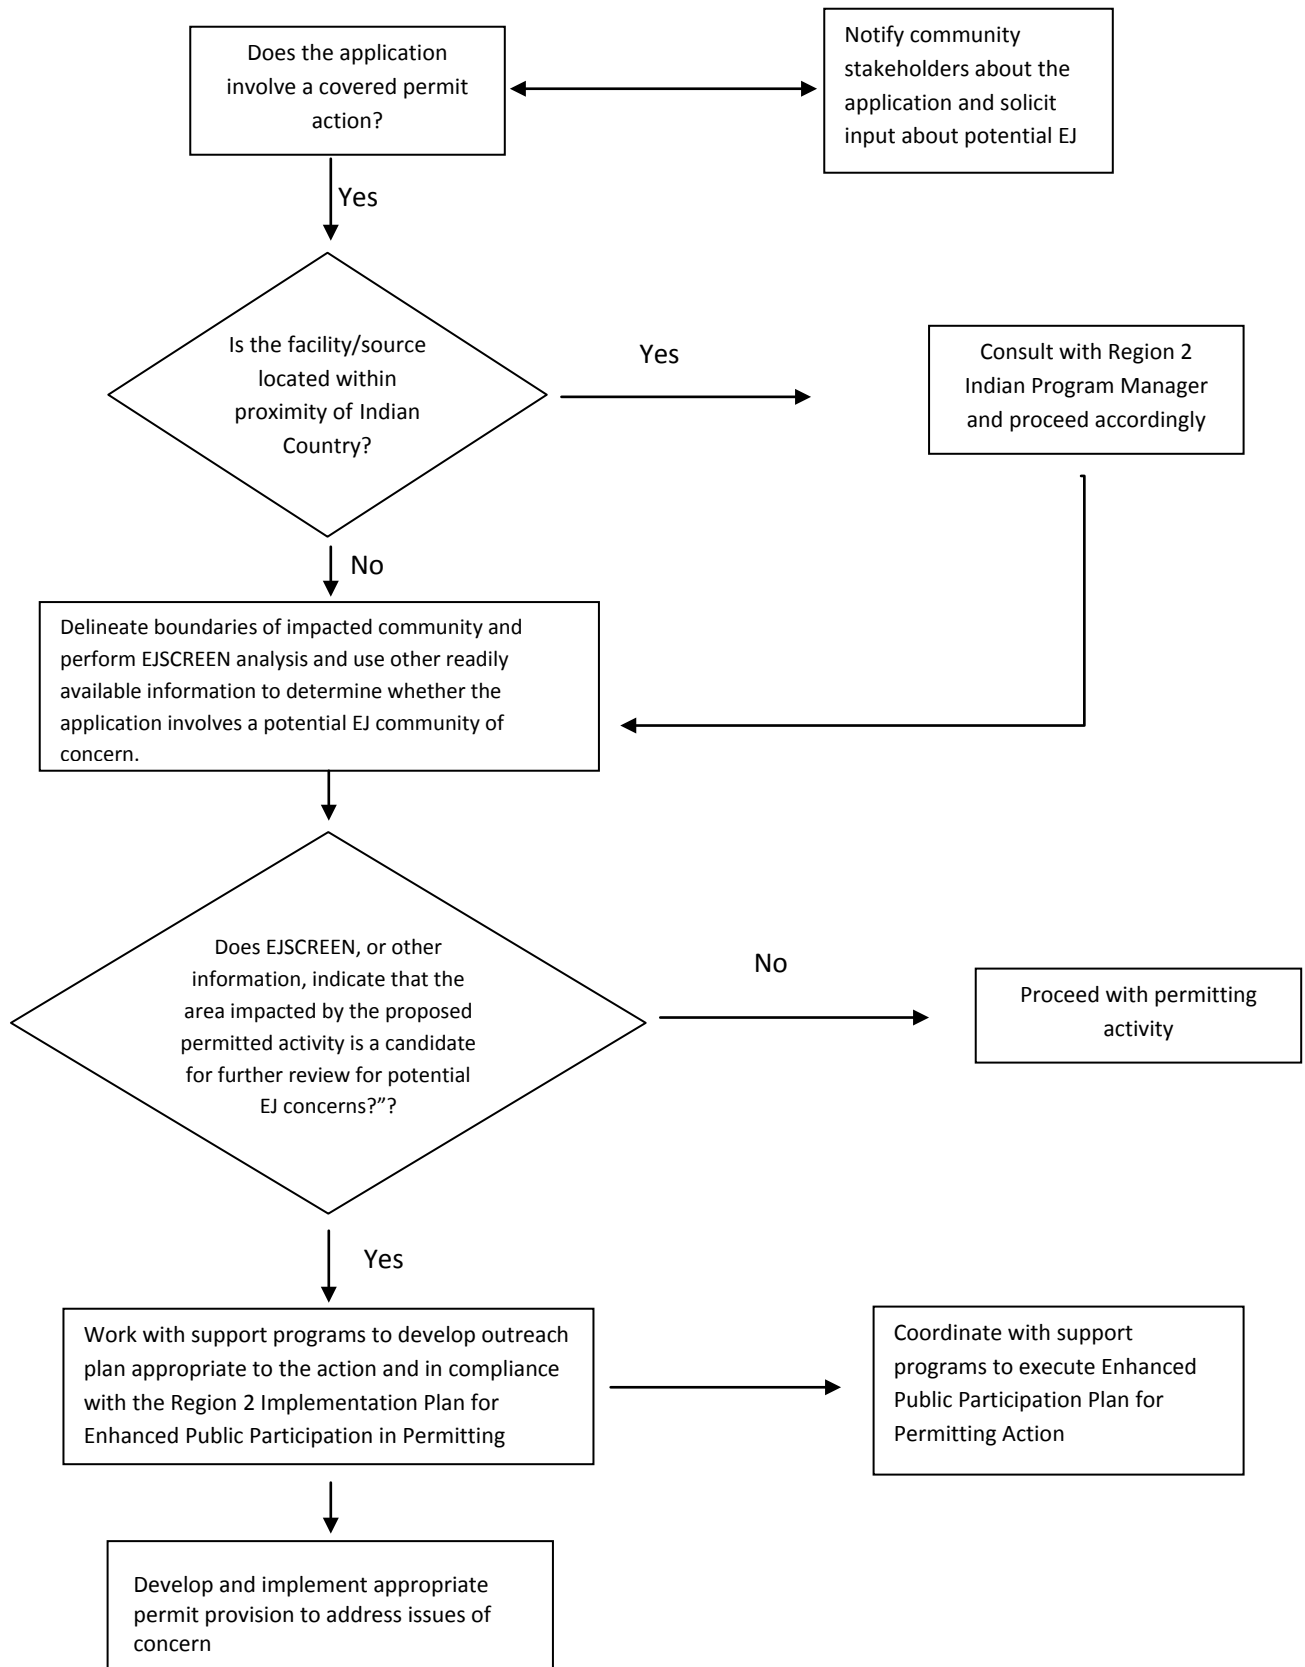 Does the application
involve a covered permit
action?
Notify community
stakeholders about the
application and solicit
input about potential EJ
Yes
Is the facility/source
located within
proximity of Indian
Country?
Yes
Consult with Region 2
Indian Program Manager
and proceed accordingly
No
Delineate boundaries of impacted community and
perform EJSCREEN analysis and use other readily
available information to determine whether the
application involves a potential EJ community of
concern.
Does EJSCREEN, or other
information, indicate that the
area impacted by the proposed
permitted activity is a candidate
for further review for potential
EJ concerns?”?
No
Proceed with permitting
activity
Yes
Work with support programs to develop outreach
plan appropriate to the action and in compliance
with the Region 2 Implementation Plan for
Enhanced Public Participation in Permitting
Coordinate with support
programs to execute Enhanced
Public Participation Plan for
Permitting Action
Develop and implement appropriate
permit provision to address issues of
concern